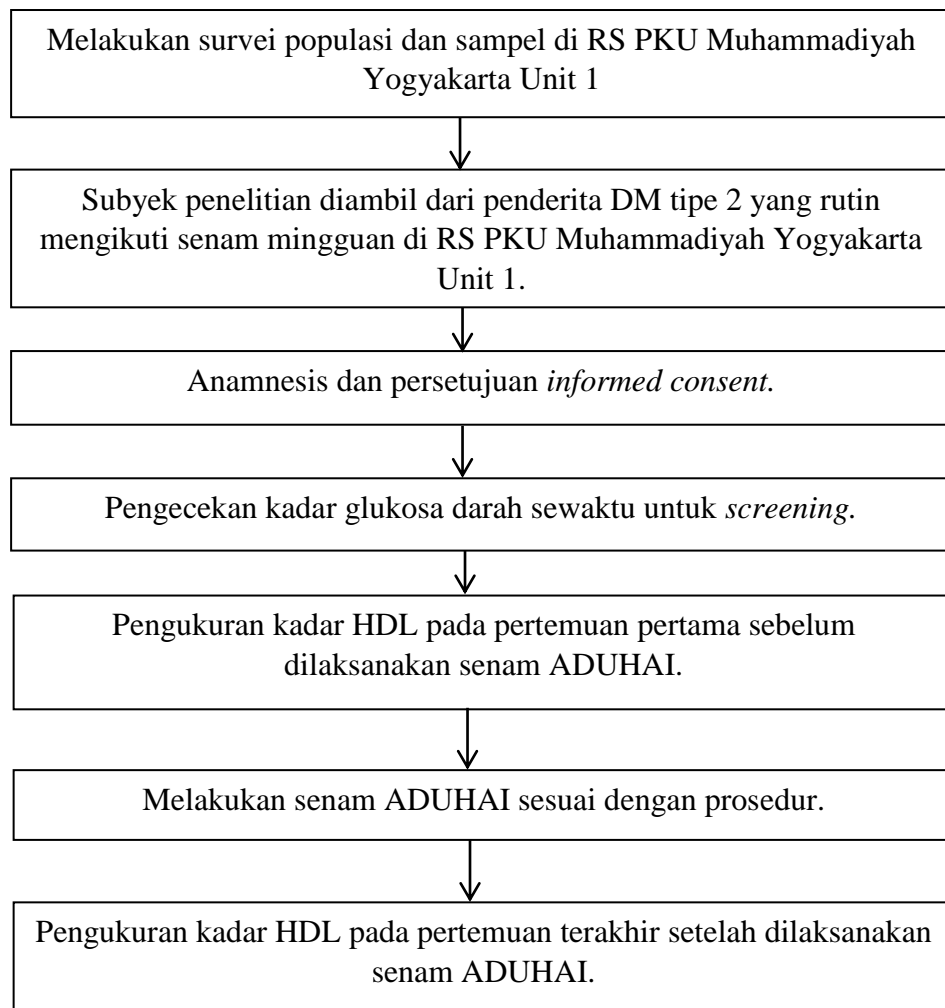 Melakukan survei populasi dan sampel di RS PKU Muhammadiyah
Yogyakarta Unit 1
Subyek penelitian diambil dari penderita DM tipe 2 yang rutin
mengikuti senam mingguan di RS PKU Muhammadiyah Yogyakarta
Unit 1.
Anamnesis dan persetujuan informed consent.
Pengecekan kadar glukosa darah sewaktu untuk screening.
Pengukuran kadar HDL pada pertemuan pertama sebelum
dilaksanakan senam ADUHAI.
Melakukan senam ADUHAI sesuai dengan prosedur.
Pengukuran kadar HDL pada pertemuan terakhir setelah dilaksanakan
senam ADUHAI.